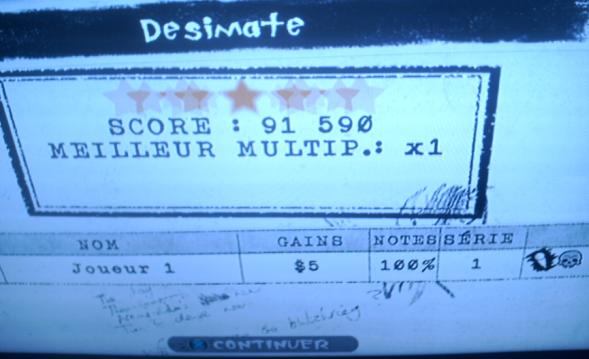 Desimate
SCORE : 91 590
MEILLEUR MULTIP.: x1
NOM GAINS NOTES SÉRIE
Joueur 1 $5 100% 1
CONTINUER